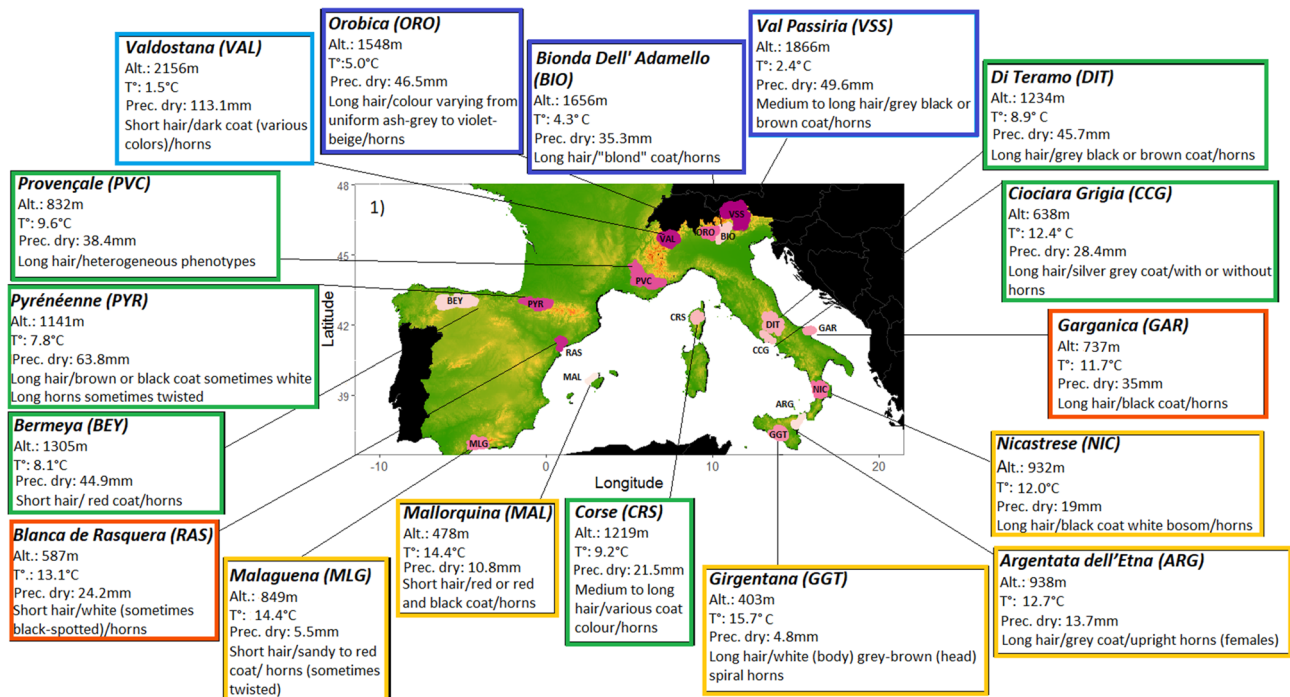 Valdostana (VAL)
Alt.: 2156m
T°: 1.5°C
Prec. dry: 113.1mm
Short hair/dark coat (various
colors)/horns
Orobica (ORO)
Alt.: 1548m
T°:5.0°C
Prec. dry: 46.5mm
Long hair/colour varying from
uniform ash-grey to violet-
beige/horns
Bionda Dell' Adamello
(BIO)
Alt.: 1656m
T°: 4.3° C
Prec. dry: 35.3mm
Long hair/"blond" coat/horns
Val Passiria (VSS)
Alt.: 1866m
T°: 2.4° C
Prec. dry: 49.6mm
Medium to long hair/grey black or
brown coat/horns
Di Teramo (DIT)
Alt.: 1234m
T°: 8.9° C
Prec. dry: 45.7mm
Long hair/grey black or brown coat/horns
Provençale (PVC)
Alt.: 832m
T°: 9.6°C
Prec. dry: 38.4mm
Long hair/heterogeneous phenotypes
Ciociara Grigia (CCG)
Alt: 638m
T°: 12.4° C
Prec. dry: 28.4mm
Long hair/silver grey coat/with or without
horns
Pyrénéenne (PYR)
Alt.: 1141m
T°: 7.8°C
Prec. dry: 63.8mm
Long hair/brown or black coat sometimes white
Long horns sometimes twisted
Garganica (GAR)
Alt: 737m
T°: 11.7°C
Prec. dry: 35mm
Long hair/black coat/horns
Bermeya (BEY)
Alt.: 1305m
T°: 8.1°C
Prec. dry: 44.9mm
Short hair/ red coat/horns
Nicastrese (NIC)
Alt.: 932m
T°: 12.0°C
Prec. dry: 19mm
Long hair/black coat white bosom/horns
Blanca de Rasquera (RAS)
Alt.: 587m
T°.: 13.1°C
Prec. dry: 24.2mm
Short hair/white (sometimes
black-spotted)/horns
Malaguena (MLG)
Alt.: 849m
T°: 14.4°C
Prec. dry: 5.5mm
Short hair/sandy to red
coat/ horns (sometimes
twisted)
Mallorquina (MAL)
Alt.: 478m
T°: 14.4°C
Prec. dry: 10.8mm
Short hair/red or red
and black coat/horns
Corse (CRS)
Alt.: 1219m
T°: 9.2°C
Prec. dry: 21.5mm
Medium to long
hair/various coat
colour/horns
Girgentana (GGT)
Alt.: 403m
T°: 15.7°C
Prec. dry: 4.8mm
Long hair/white (body) grey-brown (head)
spiral horns
Argentata dell'Etna (ARG)
Alt.: 938m
T°: 12.7°C
Prec. dry: 13.7mm
Long hair/grey coat/upright horns (females)
1)
48
45
42
39
Latitude
-10
0
10
20
Longitude
VSS
VAL
ORO
BIO
PVC
BEY
PYR
CRS
DIT
GAR
CCG
RAS
MAL
NIC
ARG
MLG
GGT